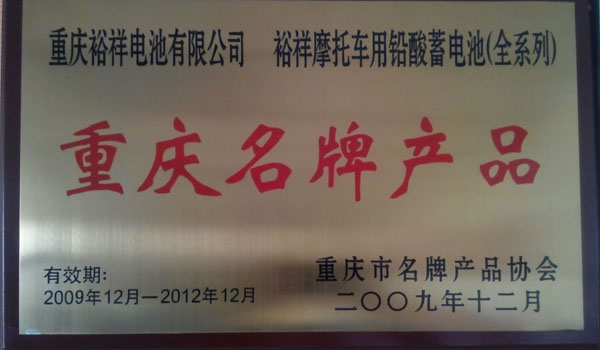 重庆裕祥电池有限公司 裕祥摩托车用铅酸蓄电池(全系列)
重庆名牌产品
有效期:
2009年12月—2012年12月
重庆市名牌产品协会
二〇〇九年十二月